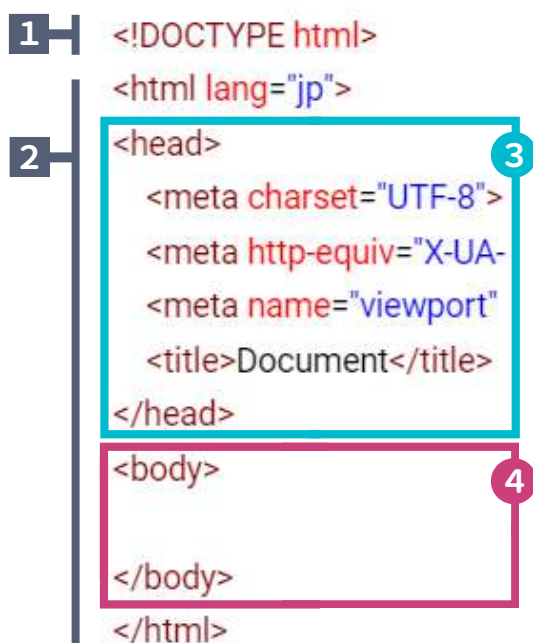 1 <!DOCTYPE html>
<html lang="jp">
2 <head> 3
<meta charset="UTF-8">
<meta http-equiv="X-UA-
<meta name="viewport"
<title>Document</title>
</head>
<body> 4
</body>
</html>